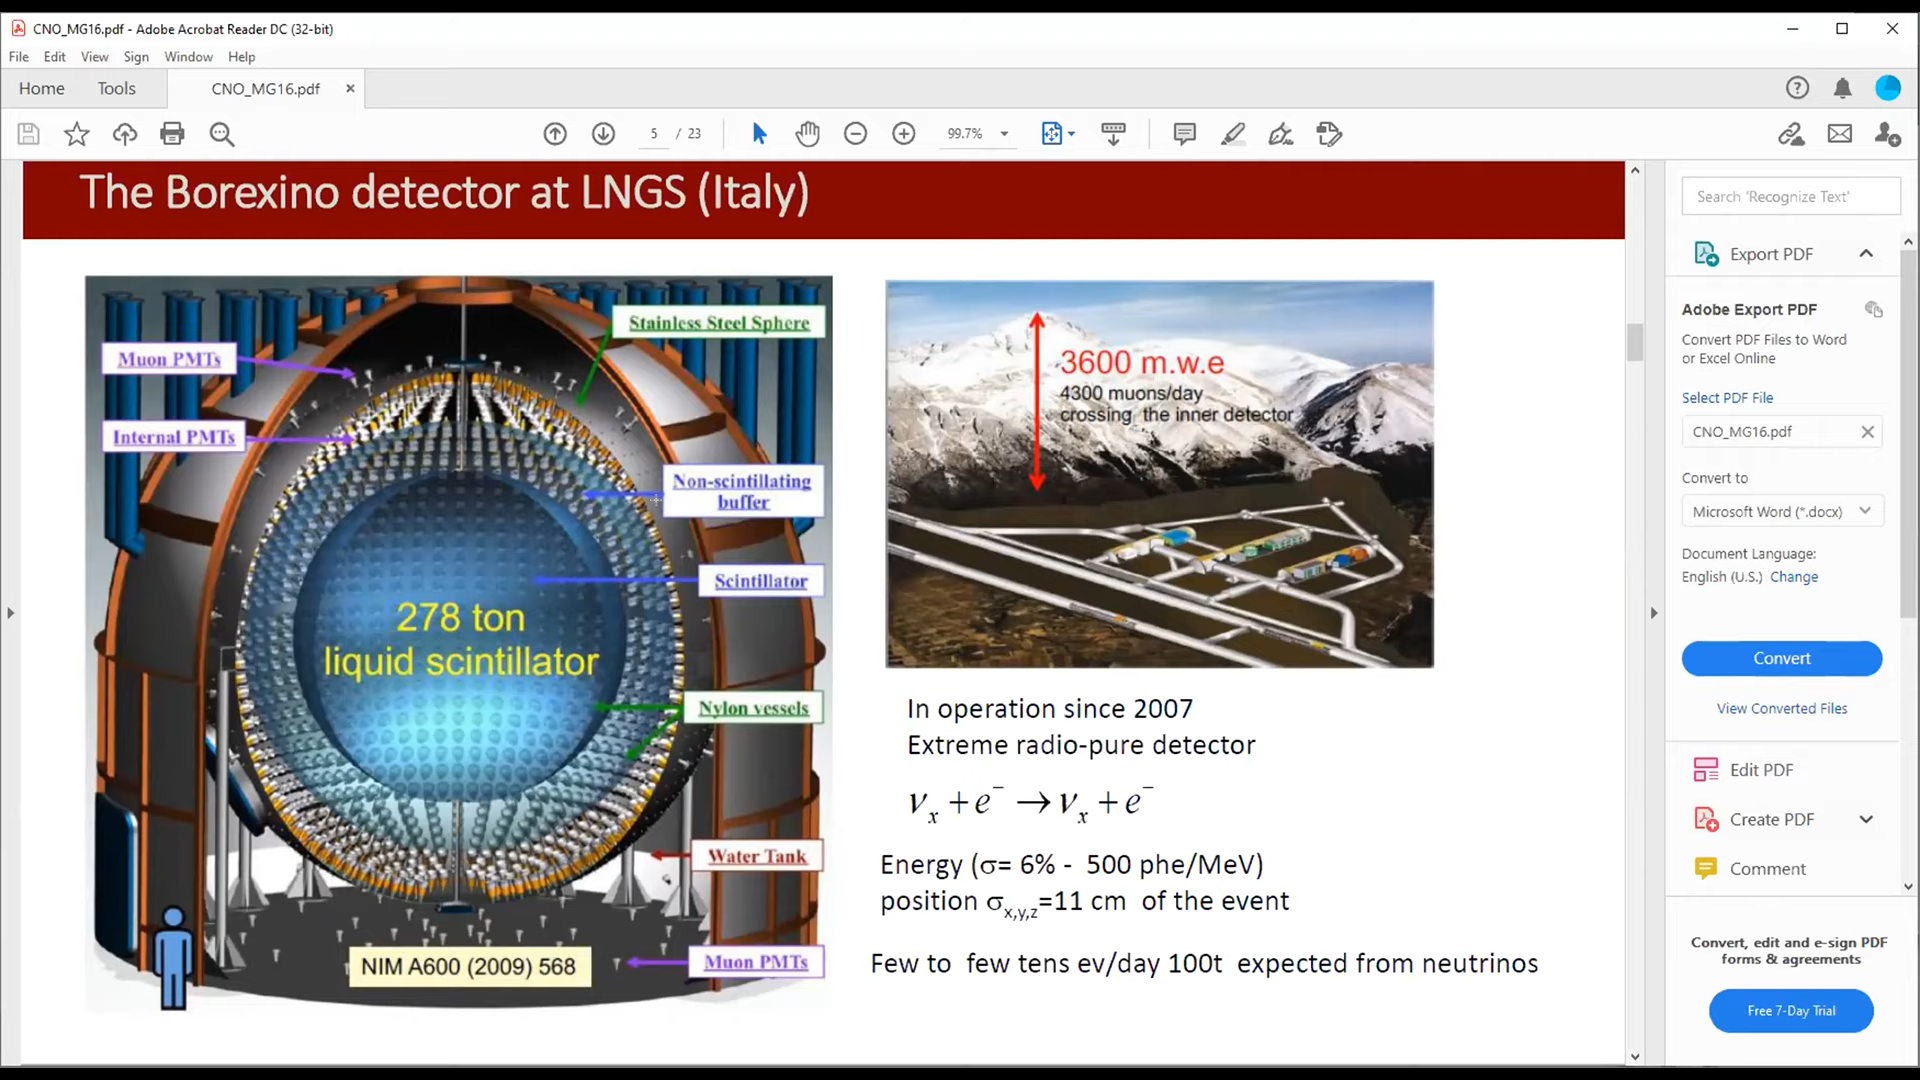 CNO_MG16.pdf - Adobe Acrobat Reader DC (32-bit)
File Edit View Sign Window Help
Home Tools CNO_MG16.pdf
5 / 23 99.7%
The Borexino detector at LNGS (Italy)
Stainless Steel Sphere
Muon PMTs
Internal PMTs
Non-scintillating
buffer
Scintillator
278 ton
liquid scintillator
Nylon vessels
Water Tank
NIM A600 (2009) 568
Muon PMTs
3600 m.w.e
4300 muons/day
crossing the inner detector
In operation since 2007
Extreme radio-pure detector
νₓ + e⁻ → νₓ + e⁻
Energy (σ= 6% - 500 phe/MeV)
position σx,y,z=11 cm of the event
Few to few tens ev/day 100t expected from neutrinos
Search 'Recognize Text'
Export PDF
Adobe Export PDF
Convert PDF Files to Word
or Excel Online
Select PDF File
CNO_MG16.pdf
Convert to
Microsoft Word (*.docx)
Document Language:
English (U.S.) Change
Convert
View Converted Files
Edit PDF
Create PDF
Comment
Convert, edit and e-sign PDF
forms & agreements
Free 7-Day Trial